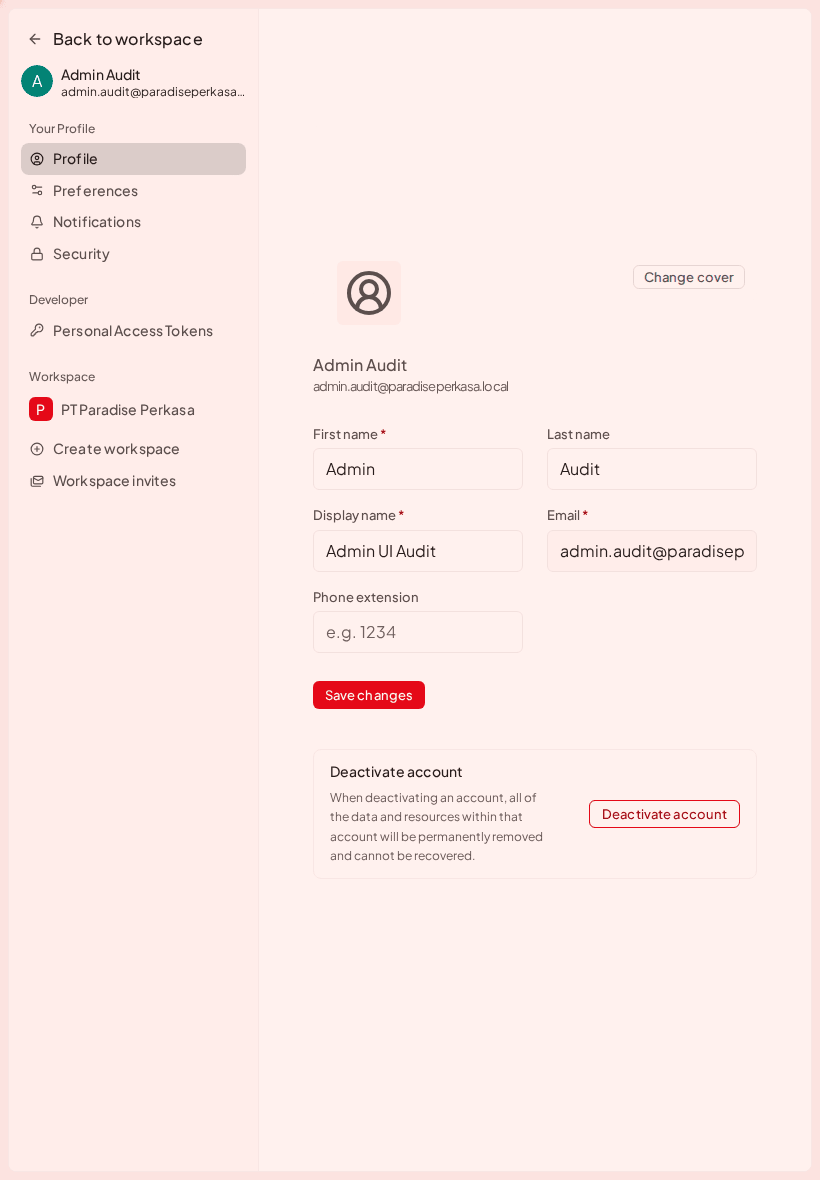 Back to workspace
A
Admin Audit
admin.audit@paradiseperkasa...
Your Profile
Profile
Preferences
Notifications
Security
Developer
Personal Access Tokens
Workspace
P
PT Paradise Perkasa
Create workspace
Workspace invites
Change cover
Admin Audit
admin.audit@paradiseperkasa.local
First name *
Last name
Admin
Audit
Display name *
Email *
Admin UI Audit
admin.audit@paradisep
Phone extension
e.g. 1234
Save changes
Deactivate account
When deactivating an account, all of
the data and resources within that
account will be permanently removed
and cannot be recovered.
Deactivate account